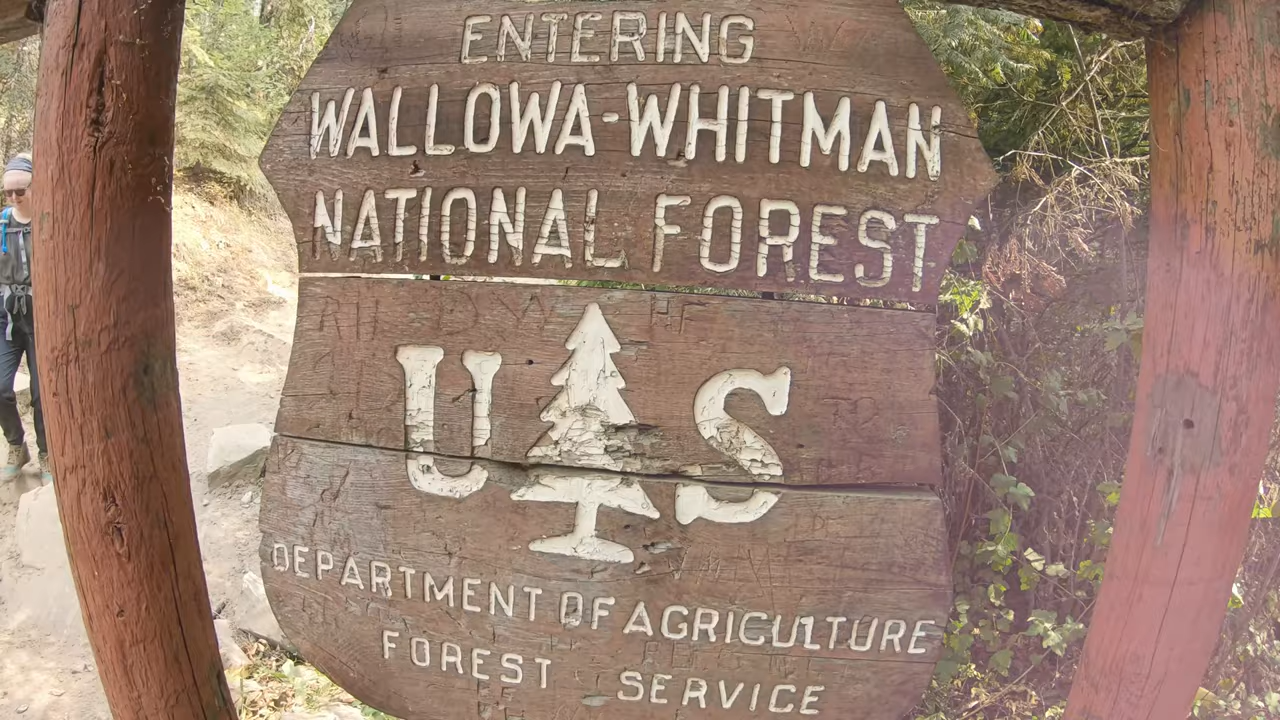 ENTERING
WALLOWA-WHITMAN
NATIONAL FOREST
U S
DEPARTMENT OF AGRICULTURE
FOREST SERVICE